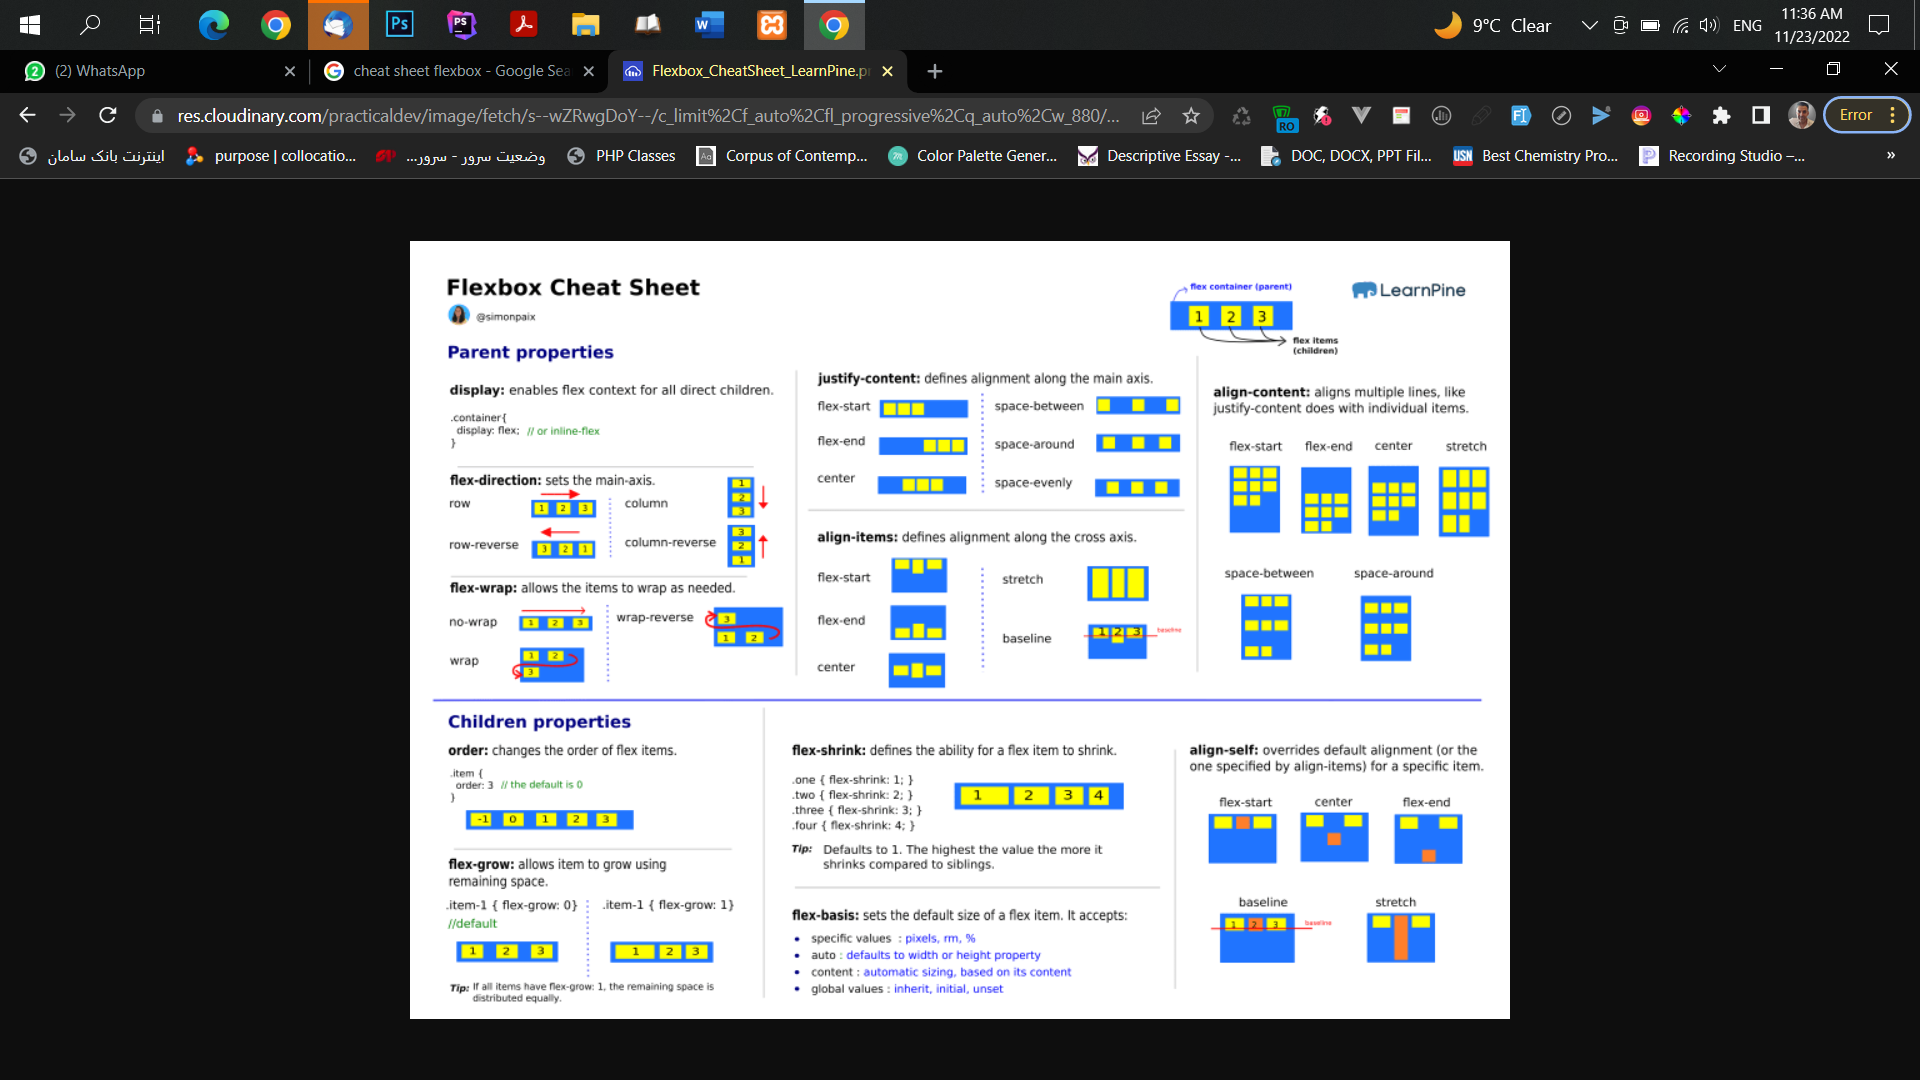 9°C Clear
ENG
11:36 AM
11/23/2022
(2) WhatsApp
cheat sheet flexbox - Google Sea
Flexbox_CheatSheet_LearnPine.pn
res.cloudinary.com/practicaldev/image/fetch/s--wZRwgDoY--/c_limit%2Cf_auto%2Cfl_progressive%2Cq_auto%2Cw_880/...
Error
اینترنت بانک سامان
purpose | collocatio...
وضعیت سرور - سرور...
PHP Classes
Corpus of Contemp...
Color Palette Gener...
Descriptive Essay -...
DOC, DOCX, PPT Fil...
Best Chemistry Pro...
Recording Studio –...
Flexbox Cheat Sheet
@simonpaix
flex container (parent)
1 2 3
flex items
(children)
LearnPine
Parent properties
display: enables flex context for all direct children.
.container{
display: flex; // or inline-flex
}
flex-direction: sets the main-axis.
row
1 2 3
column
1
2
3
row-reverse
3 2 1
column-reverse
3
2
1
flex-wrap: allows the items to wrap as needed.
no-wrap
1 2 3
wrap-reverse
3
1 2
wrap
1 2
3
justify-content: defines alignment along the main axis.
flex-start
space-between
flex-end
space-around
center
space-evenly
align-items: defines alignment along the cross axis.
flex-start
stretch
flex-end
baseline
1 2 3
baseline
center
align-content: aligns multiple lines, like
justify-content does with individual items.
flex-start
flex-end
center
stretch
space-between
space-around
Children properties
order: changes the order of flex items.
.item {
order: 3 // the default is 0
}
-1 0 1 2 3
flex-grow: allows item to grow using
remaining space.
.item-1 { flex-grow: 0}
.item-1 { flex-grow: 1}
//default
1 2 3
1 2 3
Tip: If all items have flex-grow: 1, the remaining space is
distributed equally.
flex-shrink: defines the ability for a flex item to shrink.
.one { flex-shrink: 1; }
.two { flex-shrink: 2; }
.three { flex-shrink: 3; }
.four { flex-shrink: 4; }
1 2 3 4
Tip: Defaults to 1. The highest the value the more it
shrinks compared to siblings.
flex-basis: sets the default size of a flex item. It accepts:
• specific values : pixels, rm, %
• auto : defaults to width or height property
• content : automatic sizing, based on its content
• global values : inherit, initial, unset
align-self: overrides default alignment (or the
one specified by align-items) for a specific item.
flex-start
center
flex-end
baseline
1 2 3
baseline
stretch